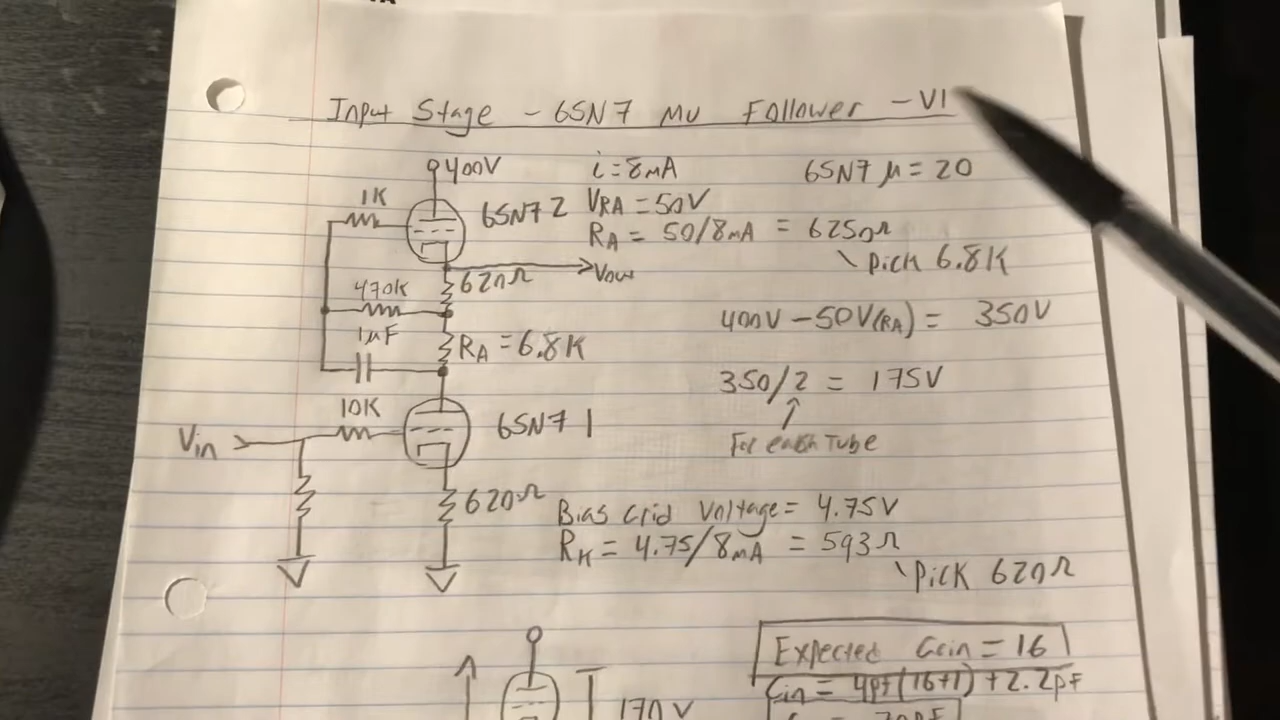 Input Stage - 6SN7 MU Follower - V1
400V
i = 8mA
6SN7 μ = 20
1K
6SN7 2
VRA = 50V
RA = 50/8mA = 6250Ω
Pick 6.8K
620Ω
Vout
470K
1μF
RA = 6.8K
400V - 50V(RA) = 350V
350/2 = 175V
For each Tube
10K
Vin
6SN7 1
620Ω
Bias Grid Voltage = 4.75V
RK = 4.75/8mA = 593Ω
Pick 620Ω
Expected Gain = 16
Cin = 4pf(16+1) + 2.2pF
170V
= 70pF